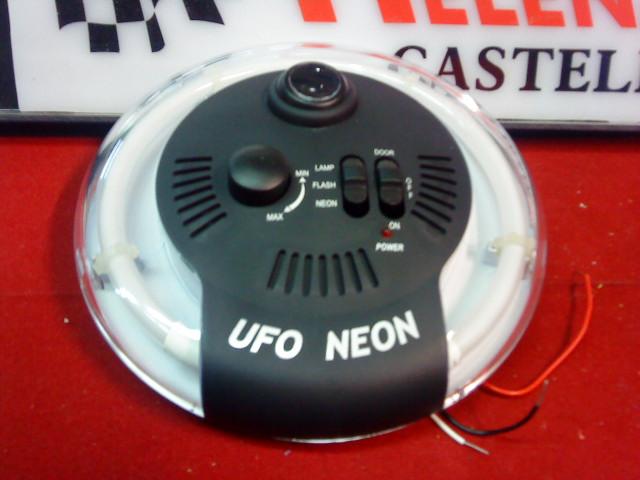 CASTEL
DOOR
LAMP
MIN
FLASH
OFF
NEON
MAX
ON
POWER
UFO NEON